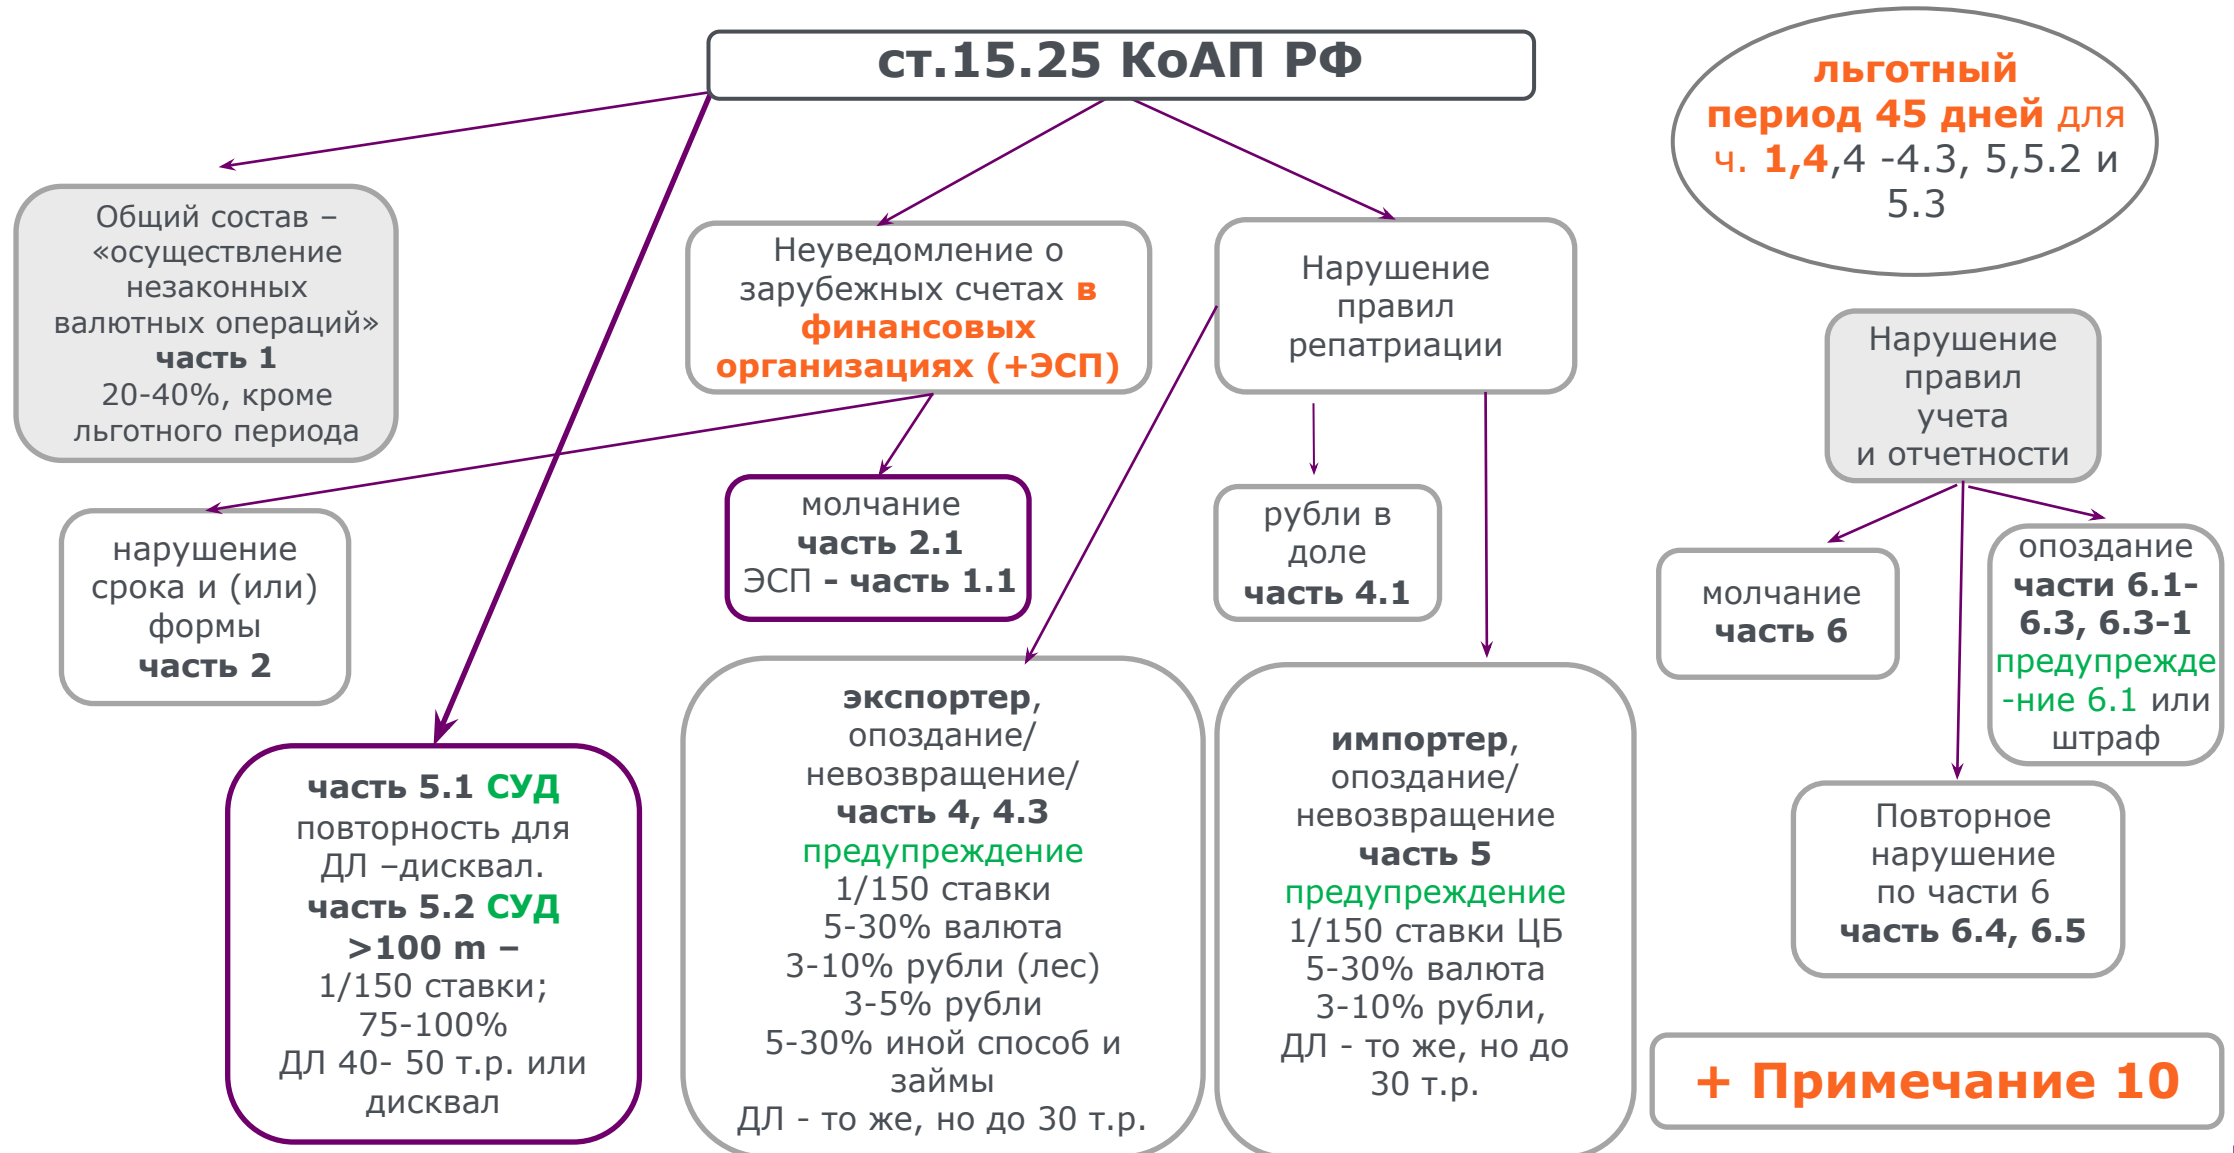 ст.15.25 КоАП РФ
льготный
период 45 дней для
ч. 1,4,4 -4.3, 5,5.2 и
5.3
Общий состав –
«осуществление
незаконных
валютных операций»
часть 1
20-40%, кроме
льготного периода
Неуведомление о
зарубежных счетах в
финансовых
организациях (+ЭСП)
Нарушение
правил
репатриации
Нарушение
правил
учета
и отчетности
нарушение
срока и (или)
формы
часть 2
молчание
часть 2.1
ЭСП - часть 1.1
рубли в
доле
часть 4.1
молчание
часть 6
опоздание
части 6.1-
6.3, 6.3-1
предупрежде
-ние 6.1 или
штраф
часть 5.1 СУД
повторность для
ДЛ –дисквал.
часть 5.2 СУД
>100 m –
1/150 ставки;
75-100%
ДЛ 40- 50 т.р. или
дисквал
экспортер,
опоздание/
невозвращение/
часть 4, 4.3
предупреждение
1/150 ставки
5-30% валюта
3-10% рубли (лес)
3-5% рубли
5-30% иной способ и
займы
ДЛ - то же, но до 30 т.р.
импортер,
опоздание/
невозвращение
часть 5
предупреждение
1/150 ставки ЦБ
5-30% валюта
3-10% рубли,
ДЛ - то же, но до
30 т.р.
Повторное
нарушение
по части 6
часть 6.4, 6.5
+ Примечание 10